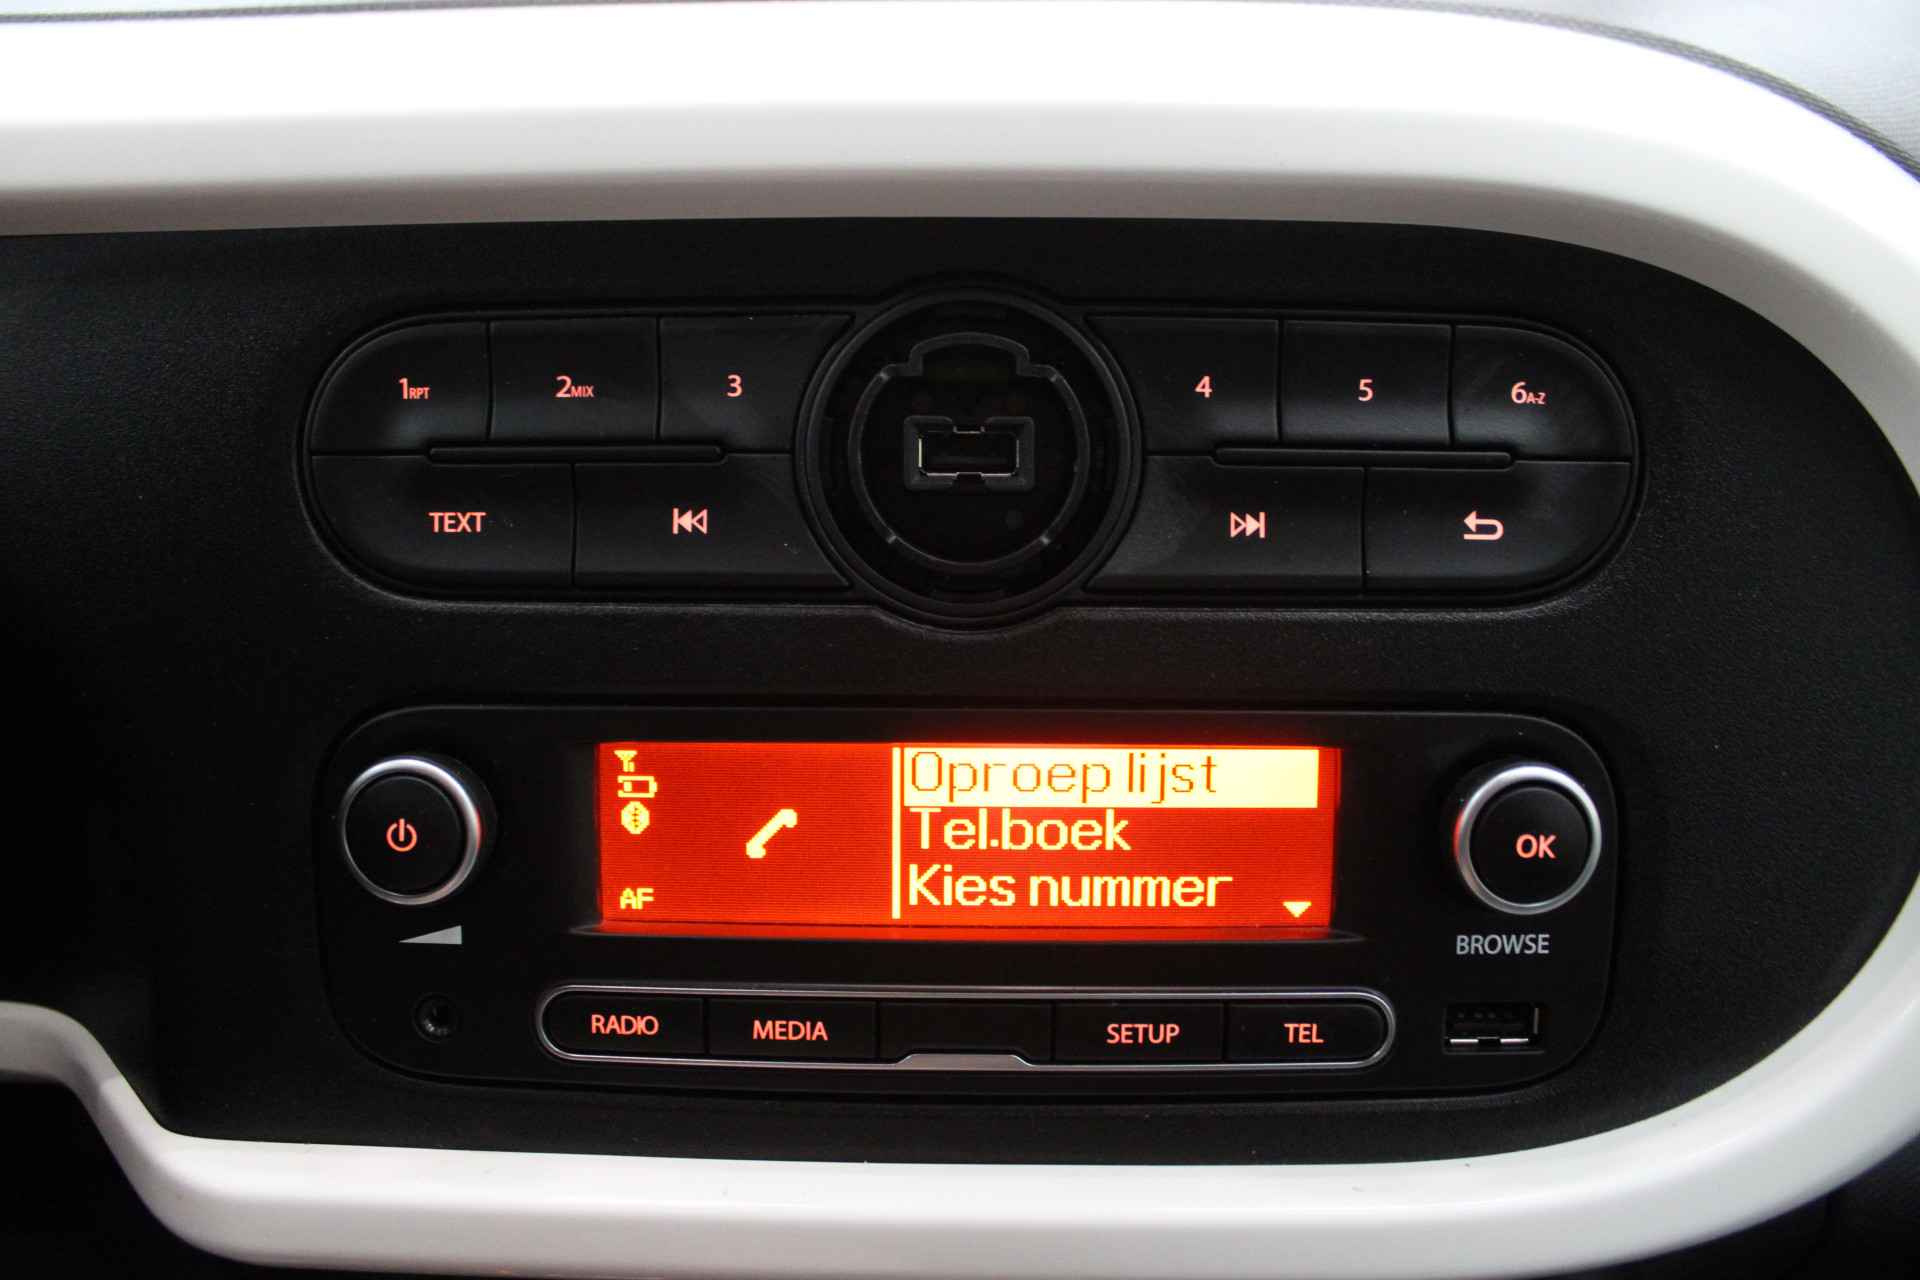 1RPT 2MIX 3 4 5 6A-Z
TEXT
Oproep lijst
Tel.boek
Kies nummer
AF
OK
BROWSE
RADIO MEDIA SETUP TEL